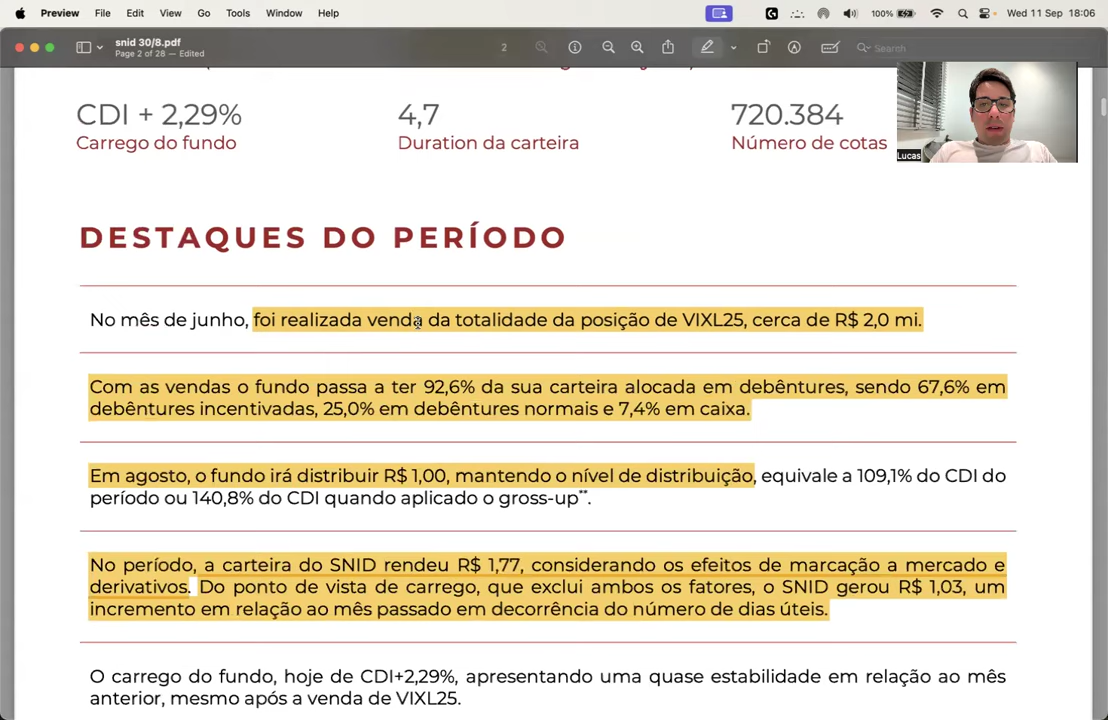 Preview File Edit View Go Tools Window Help 100% Wed 11 Sep 18:06
snid 30/8.pdf
Page 2 of 28 — Edited
2
Search
CDI + 2,29% 4,7 720.384
Carrego do fundo Duration da carteira Número de cotas
Lucas
DESTAQUES DO PERÍODO
No mês de junho, foi realizada venda da totalidade da posição de VIXL25, cerca de R$ 2,0 mi.
Com as vendas o fundo passa a ter 92,6% da sua carteira alocada em debêntures, sendo 67,6% em
debêntures incentivadas, 25,0% em debêntures normais e 7,4% em caixa.
Em agosto, o fundo irá distribuir R$ 1,00, mantendo o nível de distribuição, equivale a 109,1% do CDI do
período ou 140,8% do CDI quando aplicado o gross-up**.
No período, a carteira do SNID rendeu R$ 1,77, considerando os efeitos de marcação a mercado e
derivativos. Do ponto de vista de carrego, que exclui ambos os fatores, o SNID gerou R$ 1,03, um
incremento em relação ao mês passado em decorrência do número de dias úteis.
O carrego do fundo, hoje de CDI+2,29%, apresentando uma quase estabilidade em relação ao mês
anterior, mesmo após a venda de VIXL25.